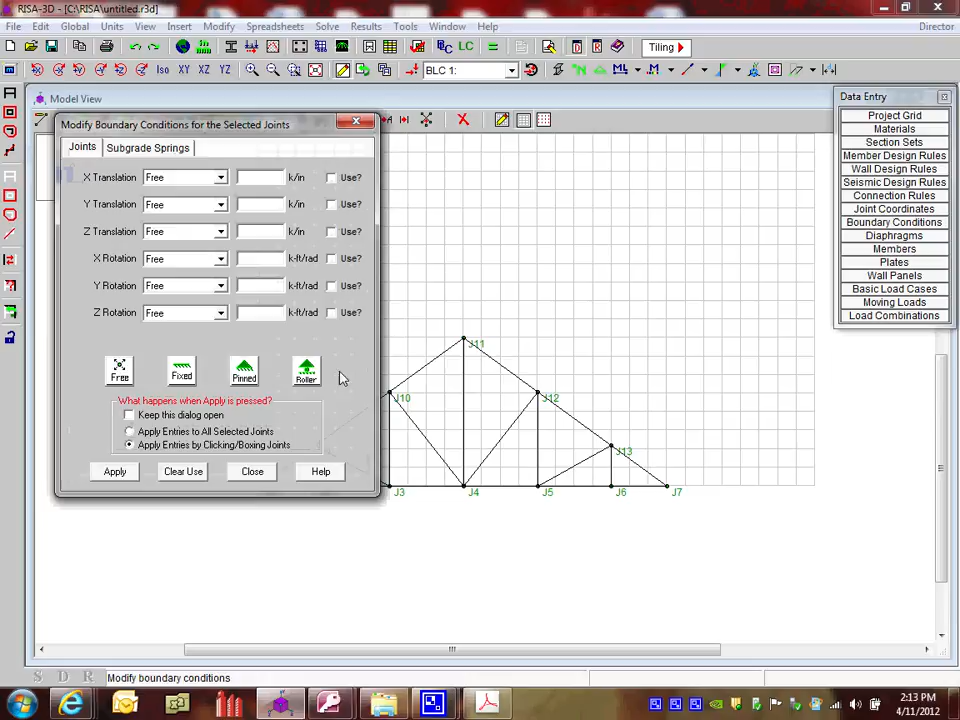 RISA-3D - [C:\RISA\untitled.r3d]
File Edit Global Units View Insert Modify Spreadsheets Solve Results Tools Window Help Director
Tiling
Iso XY XZ YZ BLC 1:
Model View
Data Entry
Project Grid
Materials
Section Sets
Member Design Rules
Wall Design Rules
Seismic Design Rules
Connection Rules
Joint Coordinates
Boundary Conditions
Diaphragms
Members
Plates
Wall Panels
Basic Load Cases
Moving Loads
Load Combinations
Modify Boundary Conditions for the Selected Joints
Joints Subgrade Springs
X Translation Free k/in Use?
Y Translation Free k/in Use?
Z Translation Free k/in Use?
X Rotation Free k-ft/rad Use?
Y Rotation Free k-ft/rad Use?
Z Rotation Free k-ft/rad Use?
Free Fixed Pinned Roller
What happens when Apply is pressed?
Keep this dialog open
Apply Entries to All Selected Joints
Apply Entries by Clicking/Boxing Joints
Apply Clear Use Close Help
J11
J10 J12
J13
J3 J4 J5 J6 J7
S D R Modify boundary conditions
2:13 PM
4/11/2012